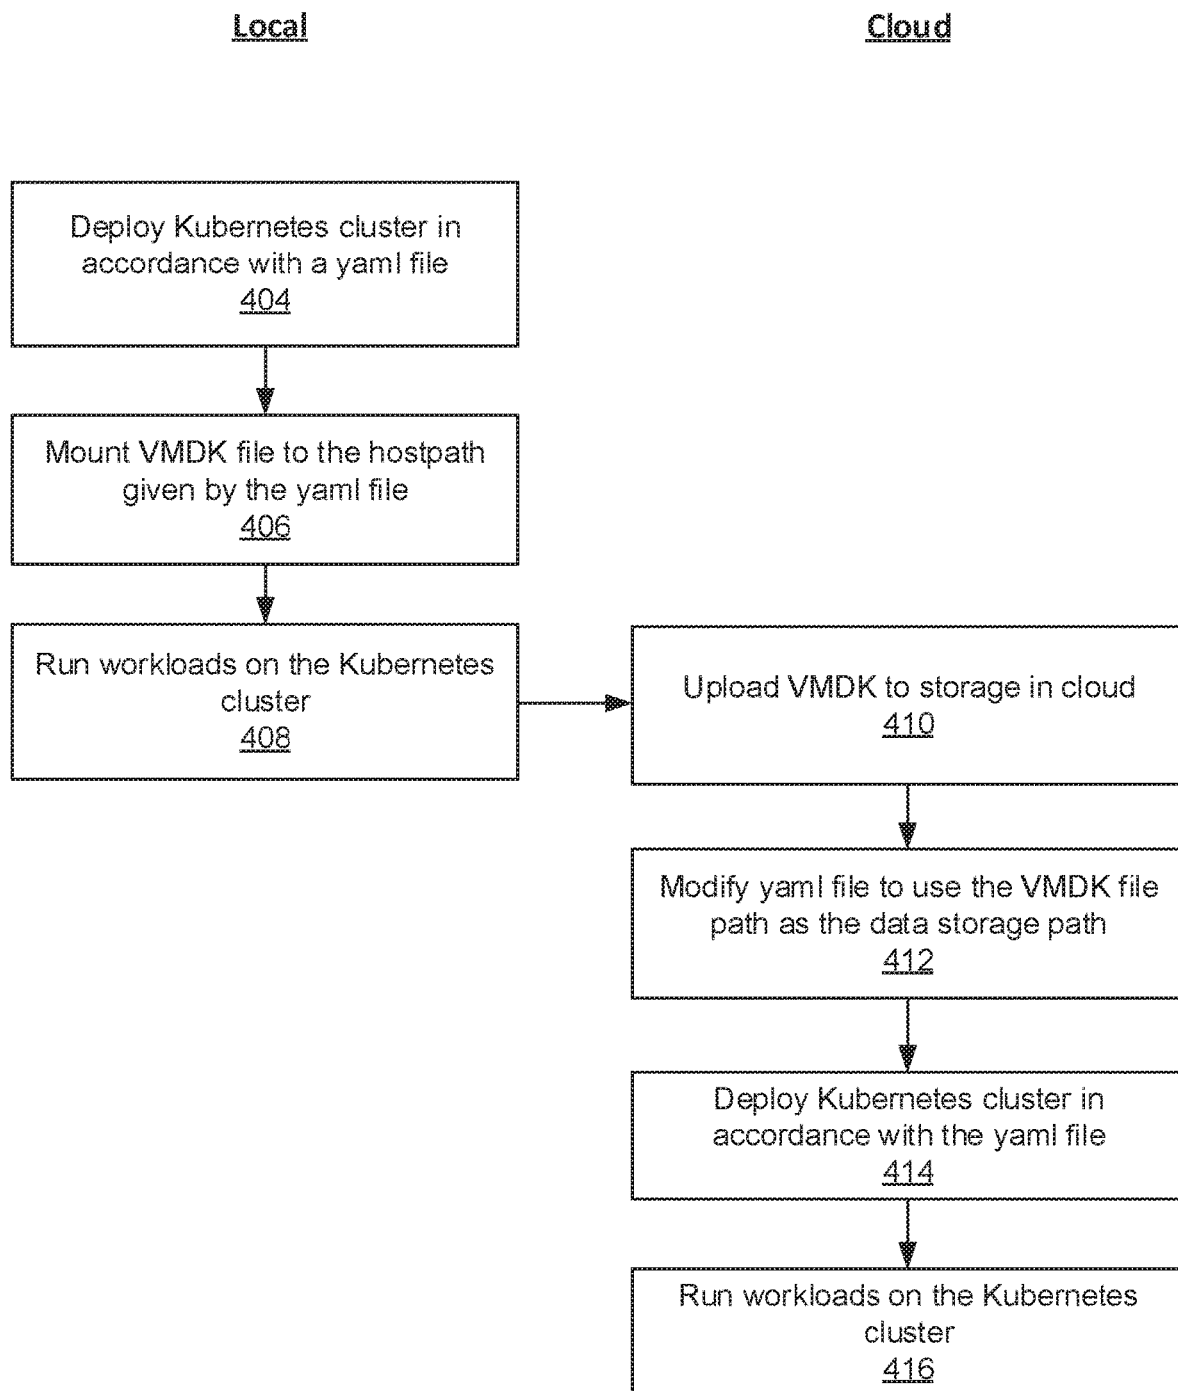 Local
Cloud
Deploy Kubernetes cluster in
accordance with a yaml file
404
Mount VMDK file to the hostpath
given by the yaml file
406
Run workloads on the Kubernetes
cluster
408
Upload VMDK to storage in cloud
410
Modify yaml file to use the VMDK file
path as the data storage path
412
Deploy Kubernetes cluster in
accordance with the yaml file
414
Run workloads on the Kubernetes
cluster
416